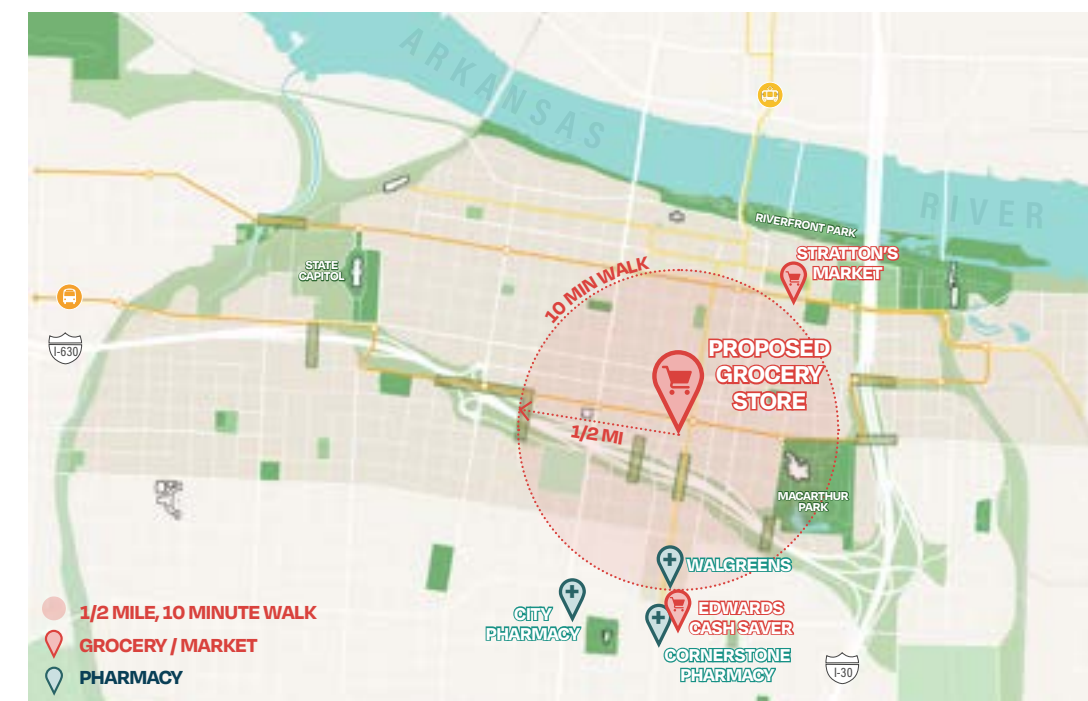 ARKANSAS
RIVER
RIVERFRONT PARK
STRATTON'S
MARKET
STATE
CAPITOL
10 MIN WALK
I-630
PROPOSED
GROCERY
STORE
1/2 MI
MACARTHUR
PARK
WALGREENS
EDWARDS
CASH SAVER
CITY
PHARMACY
CORNERSTONE
PHARMACY
I-30
1/2 MILE, 10 MINUTE WALK
GROCERY / MARKET
PHARMACY